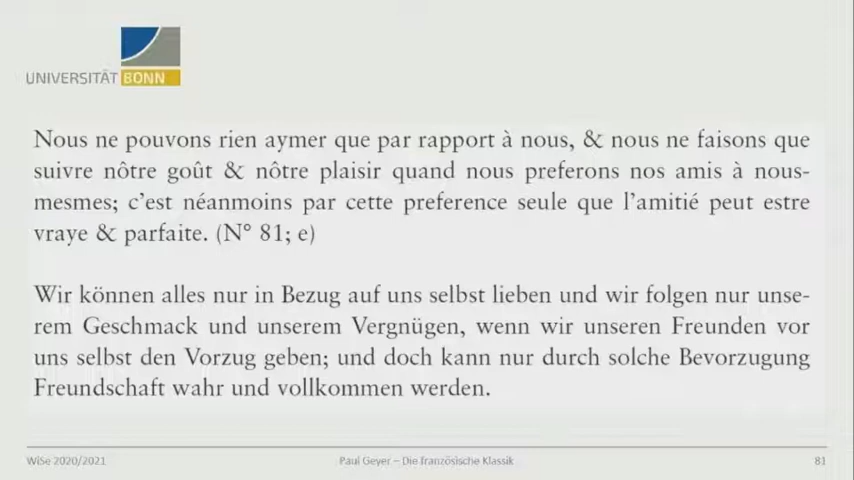 UNIVERSITÄT BONN
Nous ne pouvons rien aymer que par rapport à nous, & nous ne faisons que
suivre nôtre goût & nôtre plaisir quand nous preferons nos amis à nous-
mesmes; c’est néanmoins par cette preference seule que l’amitié peut estre
vraye & parfaite. (N° 81; e)
Wir können alles nur in Bezug auf uns selbst lieben und wir folgen nur unse-
rem Geschmack und unserem Vergnügen, wenn wir unseren Freunden vor
uns selbst den Vorzug geben; und doch kann nur durch solche Bevorzugung
Freundschaft wahr und vollkommen werden.
WiSe 2020/2021 Paul Geyer – Die französische Klassik 81